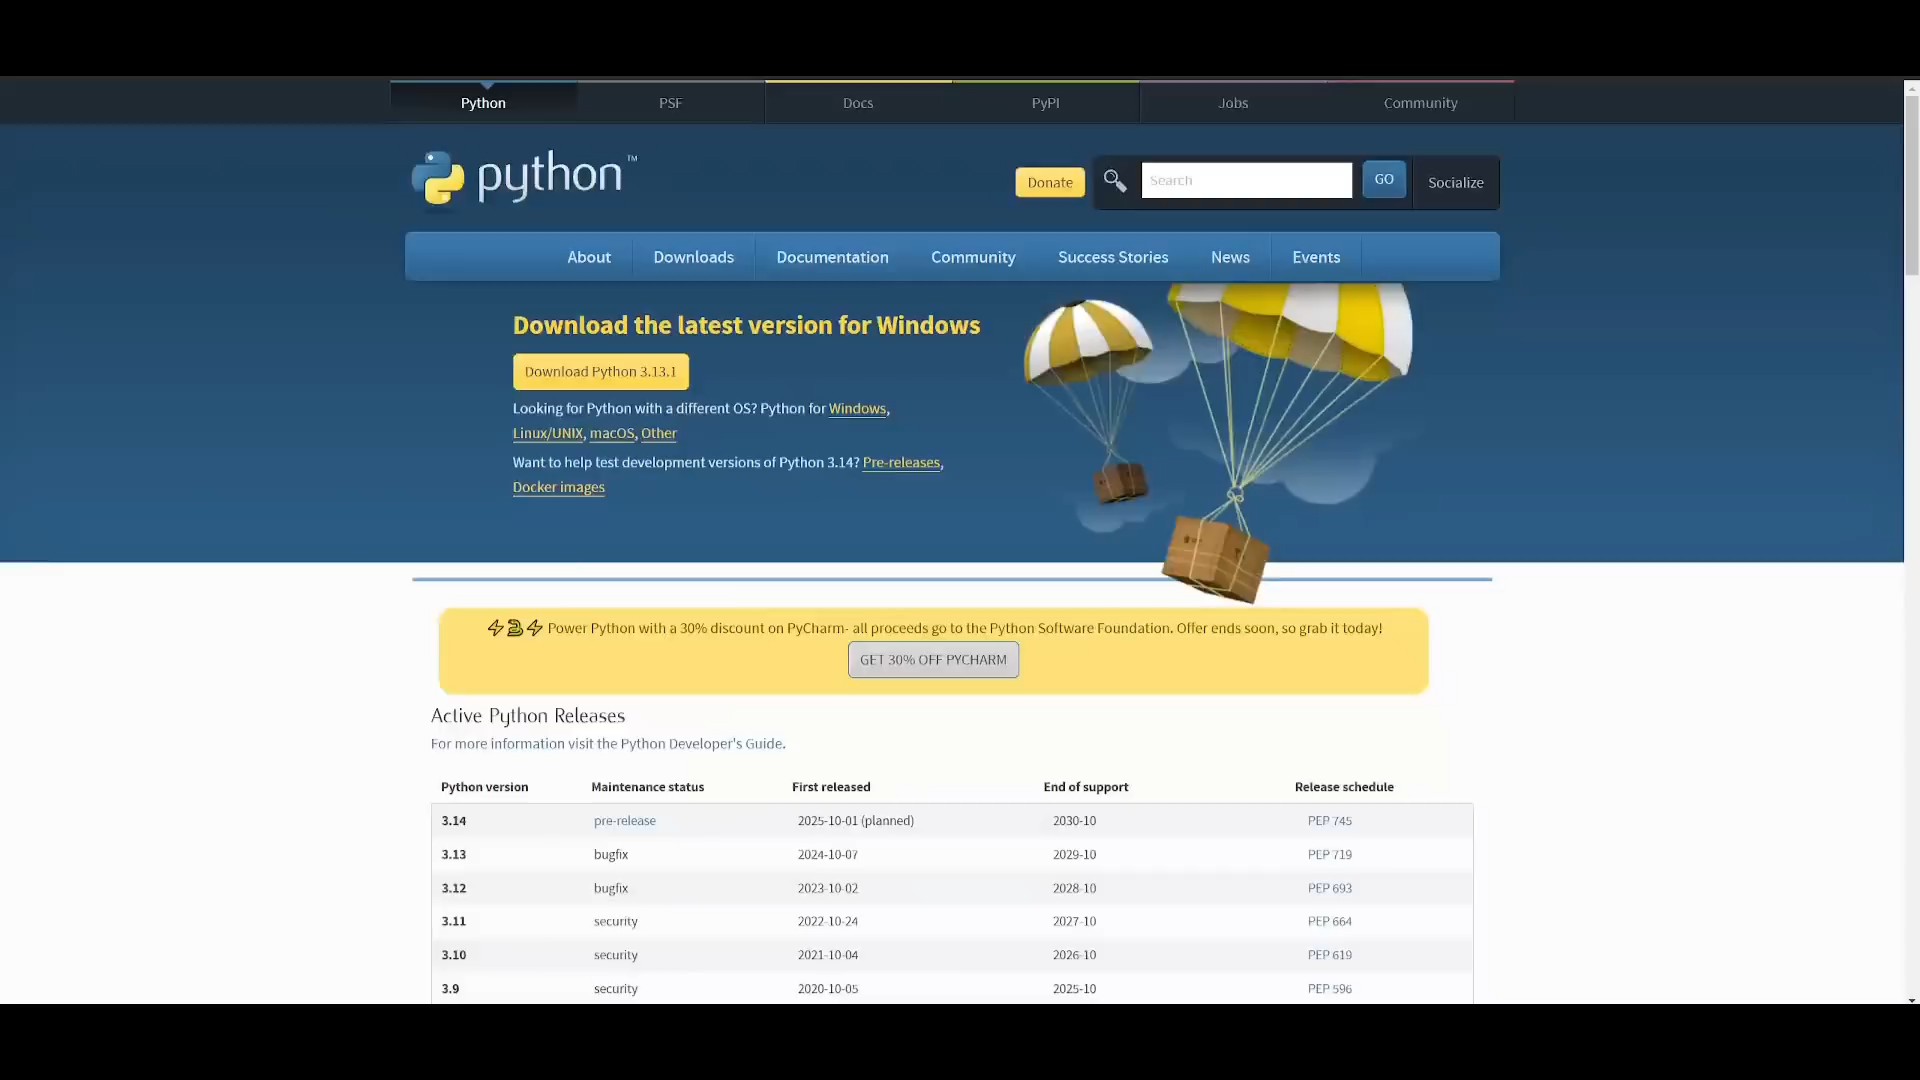 Python PSF Docs PyPI Jobs Community
python™
Donate Search GO Socialize
About Downloads Documentation Community Success Stories News Events
Download the latest version for Windows
Download Python 3.13.1
Looking for Python with a different OS? Python for Windows,
Linux/UNIX, macOS, Other
Want to help test development versions of Python 3.14? Pre-releases,
Docker images
Power Python with a 30% discount on PyCharm- all proceeds go to the Python Software Foundation. Offer ends soon, so grab it today!
GET 30% OFF PYCHARM
Active Python Releases
For more information visit the Python Developer's Guide.
Python version Maintenance status First released End of support Release schedule
3.14 pre-release 2025-10-01 (planned) 2030-10 PEP 745
3.13 bugfix 2024-10-07 2029-10 PEP 719
3.12 bugfix 2023-10-02 2028-10 PEP 693
3.11 security 2022-10-24 2027-10 PEP 664
3.10 security 2021-10-04 2026-10 PEP 619
3.9 security 2020-10-05 2025-10 PEP 596